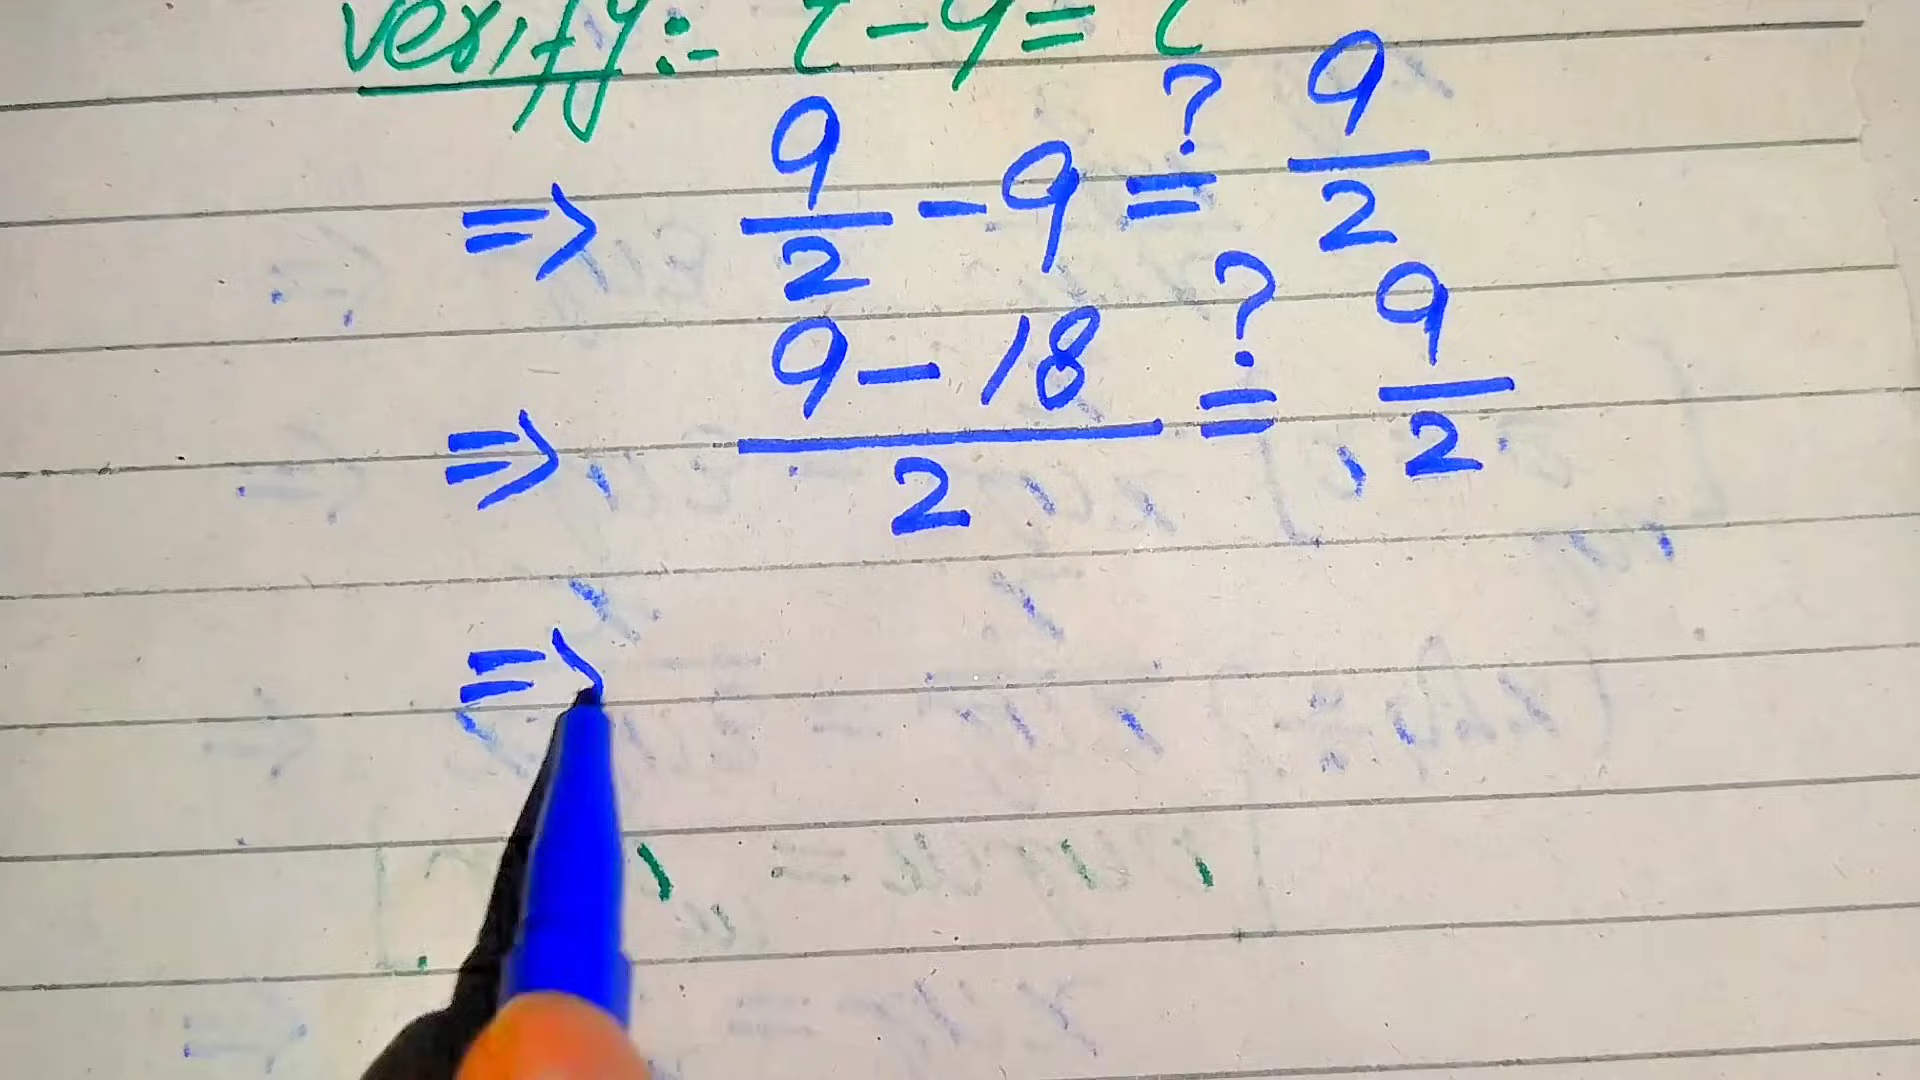 verify:- z - 9 = z
=> 9/2 - 9 =? 9/2
=> (9 - 18)/2 =? 9/2
=>